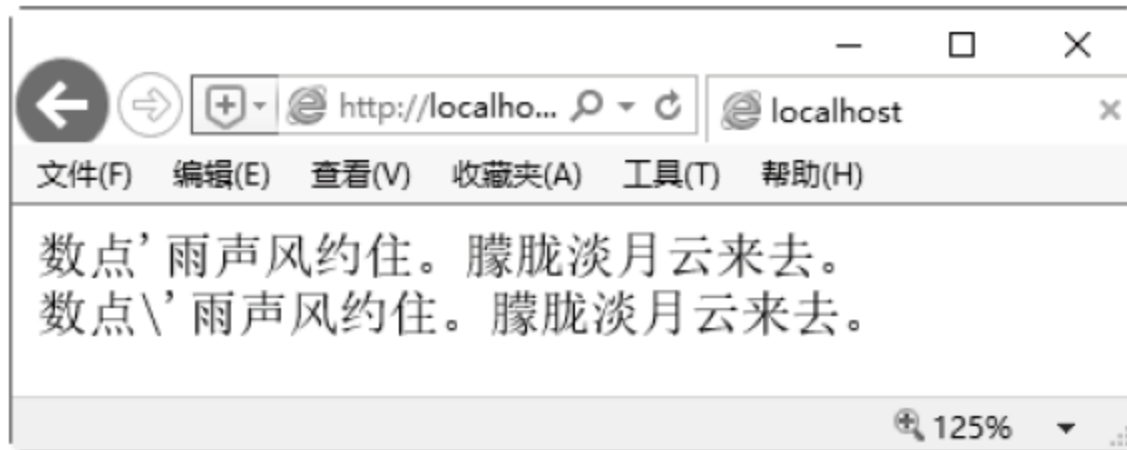 http://localho... localhost
文件(F) 编辑(E) 查看(V) 收藏夹(A) 工具(T) 帮助(H)
数点'雨声风约住。朦胧淡月云来去。
数点\'雨声风约住。朦胧淡月云来去。
125%